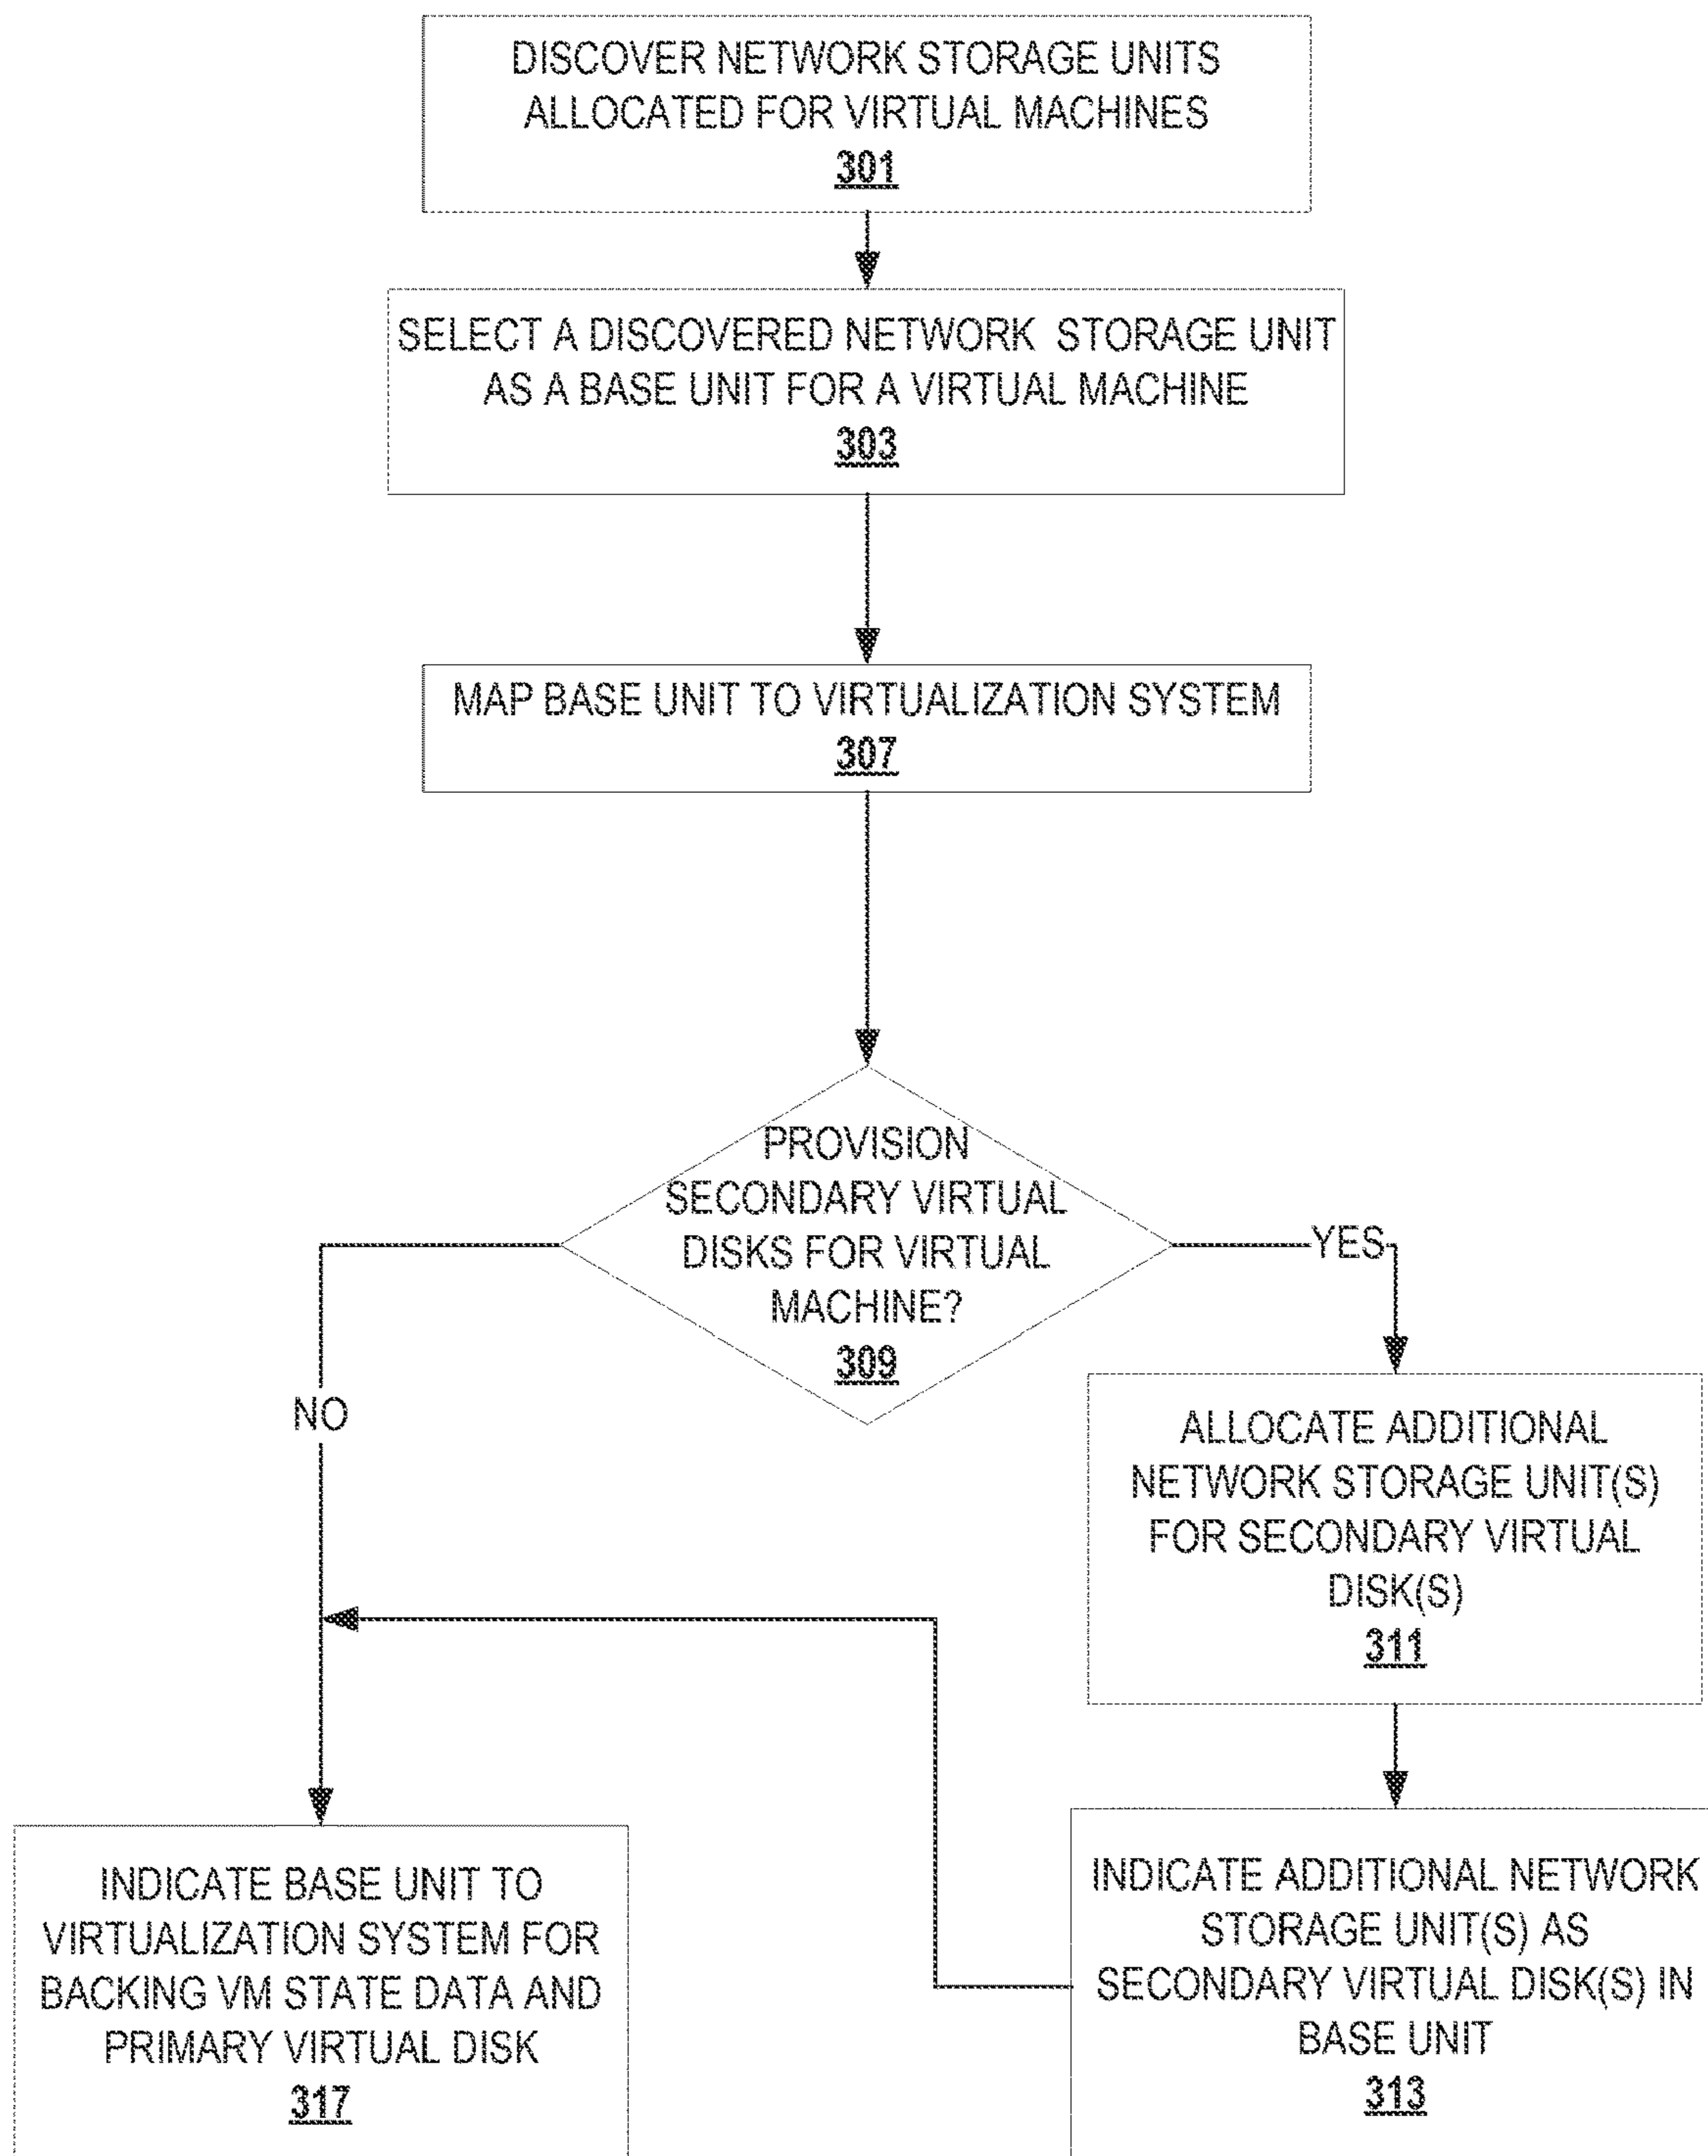 DISCOVER NETWORK STORAGE UNITS
ALLOCATED FOR VIRTUAL MACHINES
301
SELECT A DISCOVERED NETWORK STORAGE UNIT
AS A BASE UNIT FOR A VIRTUAL MACHINE
303
MAP BASE UNIT TO VIRTUALIZATION SYSTEM
307
PROVISION
SECONDARY VIRTUAL
DISKS FOR VIRTUAL
MACHINE?
309
YES
NO
ALLOCATE ADDITIONAL
NETWORK STORAGE UNIT(S)
FOR SECONDARY VIRTUAL
DISK(S)
311
INDICATE ADDITIONAL NETWORK
STORAGE UNIT(S) AS
SECONDARY VIRTUAL DISK(S) IN
BASE UNIT
313
INDICATE BASE UNIT TO
VIRTUALIZATION SYSTEM FOR
BACKING VM STATE DATA AND
PRIMARY VIRTUAL DISK
317